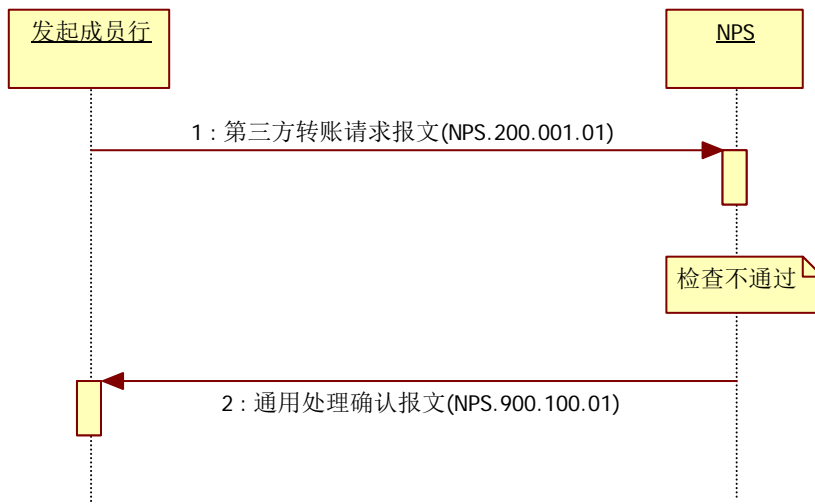 发起成员行
NPS
1：第三方转账请求报文(NPS.200.001.01)
检查不通过
2：通用处理确认报文(NPS.900.100.01)